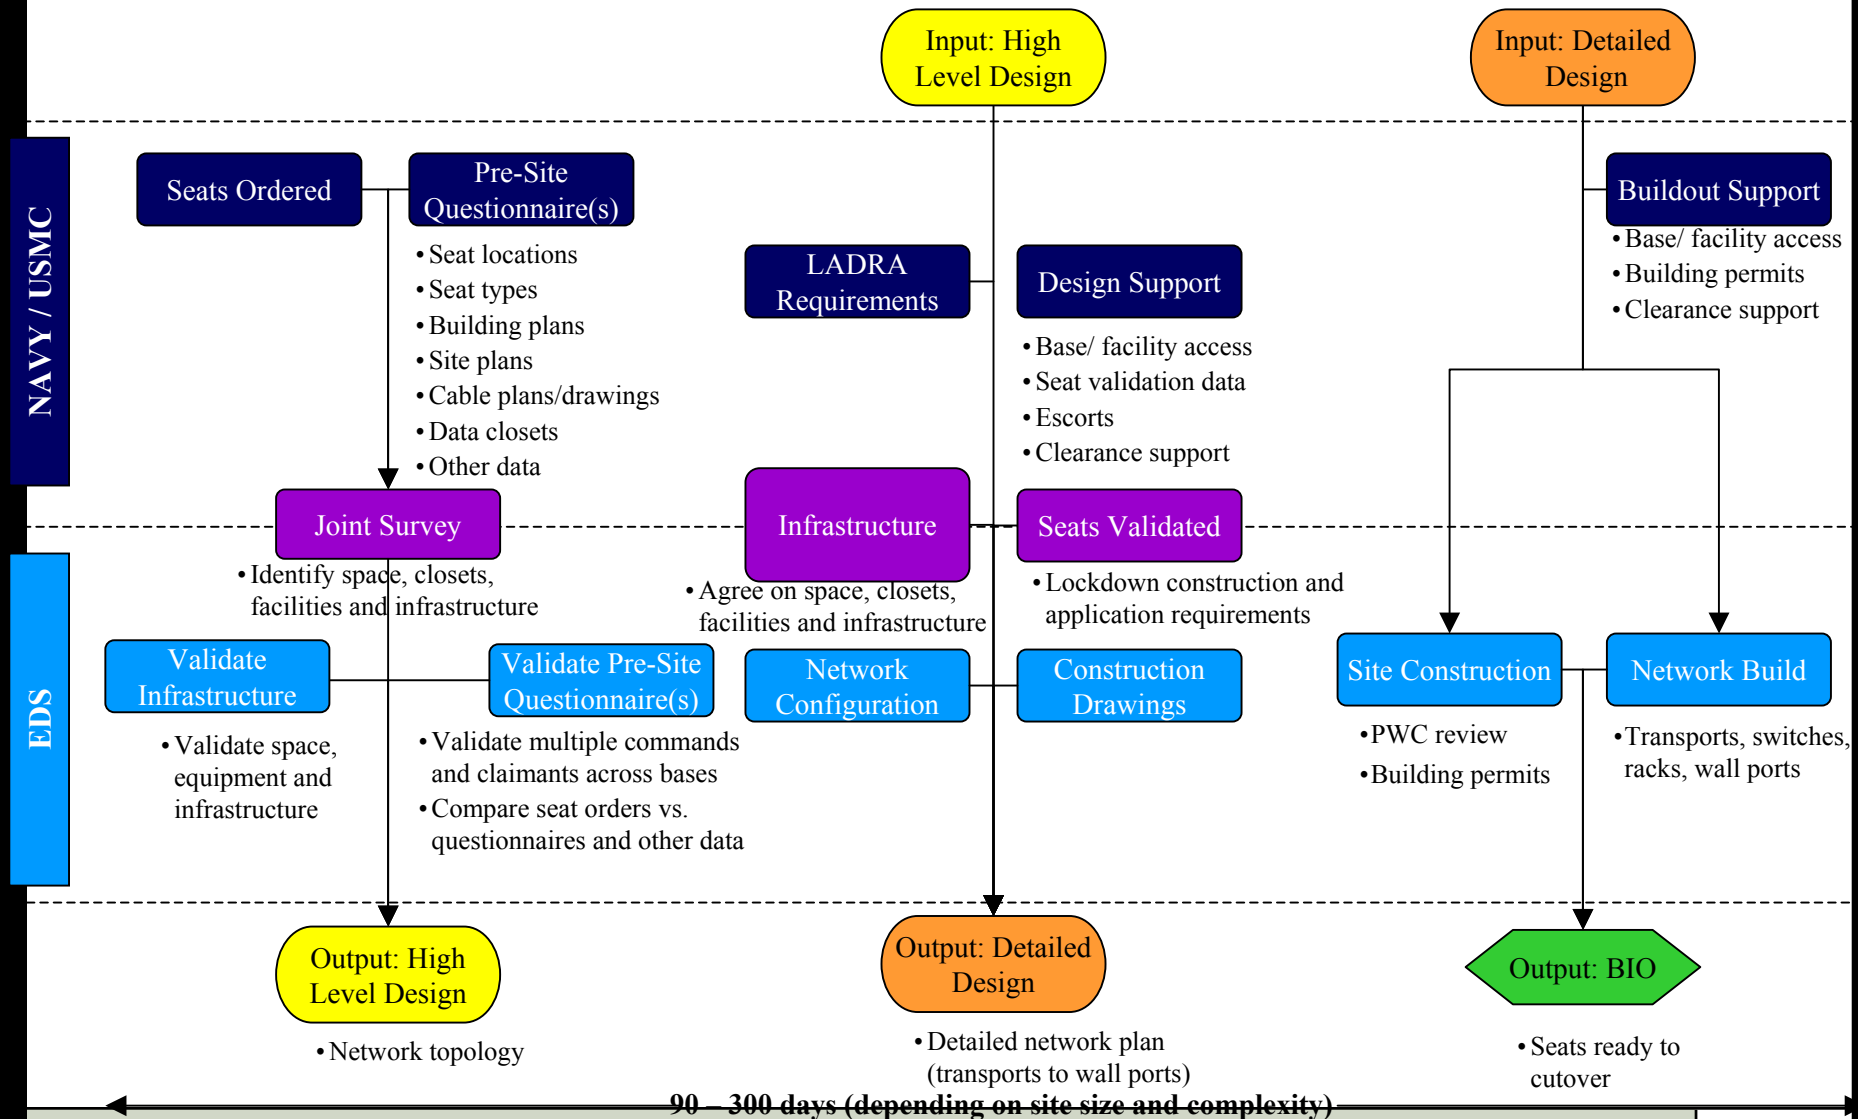 Input: High
Level Design
Input: Detailed
Design
NAVY / USMC
Seats Ordered
Pre-Site
Questionnaire(s)
• Seat locations
• Seat types
• Building plans
• Site plans
• Cable plans/drawings
• Data closets
• Other data
LADRA
Requirements
Design Support
• Base/ facility access
• Seat validation data
• Escorts
• Clearance support
Buildout Support
• Base/ facility access
• Building permits
• Clearance support
Joint Survey
• Identify space, closets,
facilities and infrastructure
Infrastructure
• Agree on space, closets,
facilities and infrastructure
Seats Validated
• Lockdown construction and
application requirements
EDS
Validate
Infrastructure
• Validate space,
equipment and
infrastructure
Validate Pre-Site
Questionnaire(s)
• Validate multiple commands
and claimants across bases
• Compare seat orders vs.
questionnaires and other data
Network
Configuration
Construction
Drawings
Site Construction
• PWC review
• Building permits
Network Build
• Transports, switches,
racks, wall ports
Output: High
Level Design
• Network topology
Output: Detailed
Design
• Detailed network plan
(transports to wall ports)
Output: BIO
• Seats ready to
cutover
90 – 300 days (depending on site size and complexity)